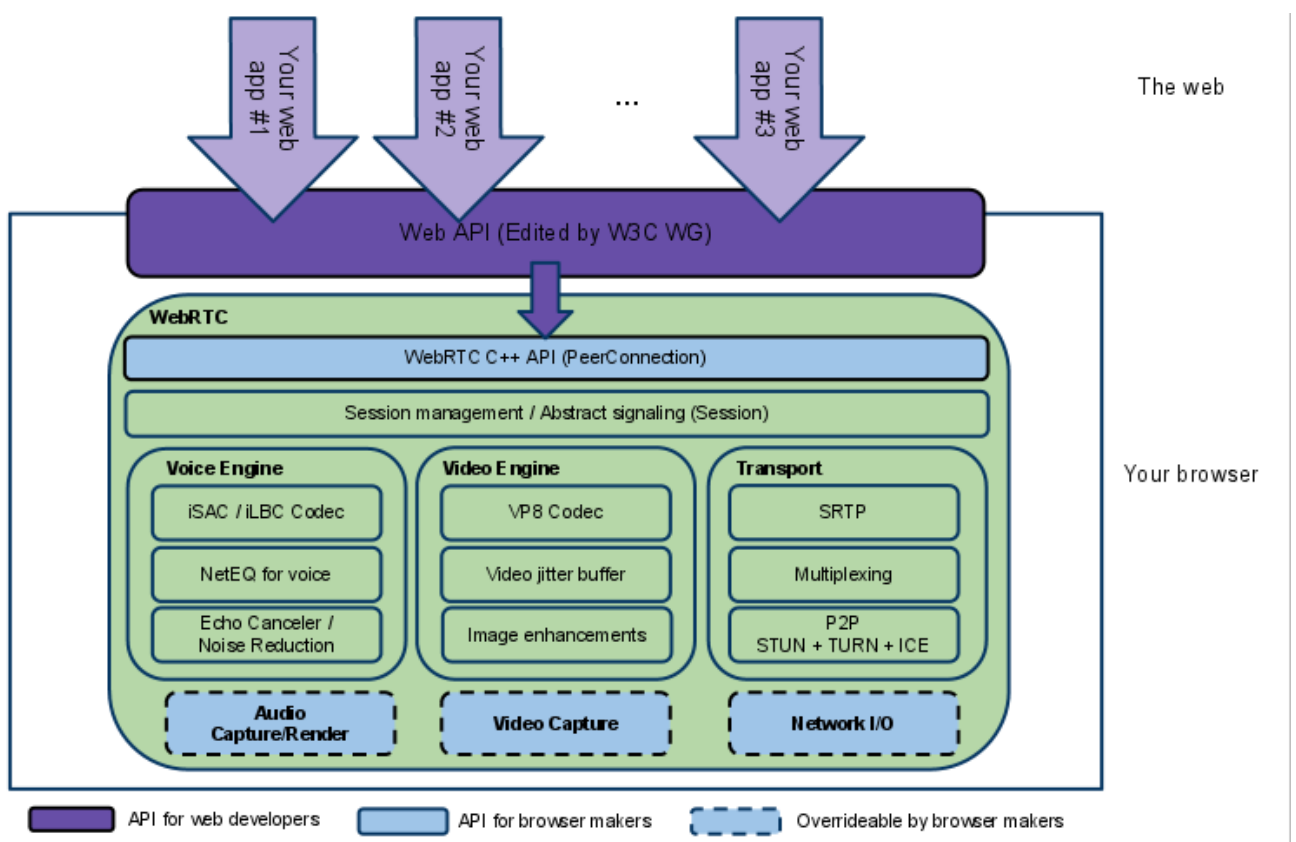 Your web
app #1
Your web
app #2
...
Your web
app #3
The web
Web API (Edited by W3C WG)
WebRTC
WebRTC C++ API (PeerConnection)
Session management / Abstract signaling (Session)
Your browser
Voice Engine
iSAC / iLBC Codec
NetEQ for voice
Echo Canceler /
Noise Reduction
Video Engine
VP8 Codec
Video jitter buffer
Image enhancements
Transport
SRTP
Multiplexing
P2P
STUN + TURN + ICE
Audio
Capture/Render
Video Capture
Network I/O
API for web developers
API for browser makers
Overrideable by browser makers